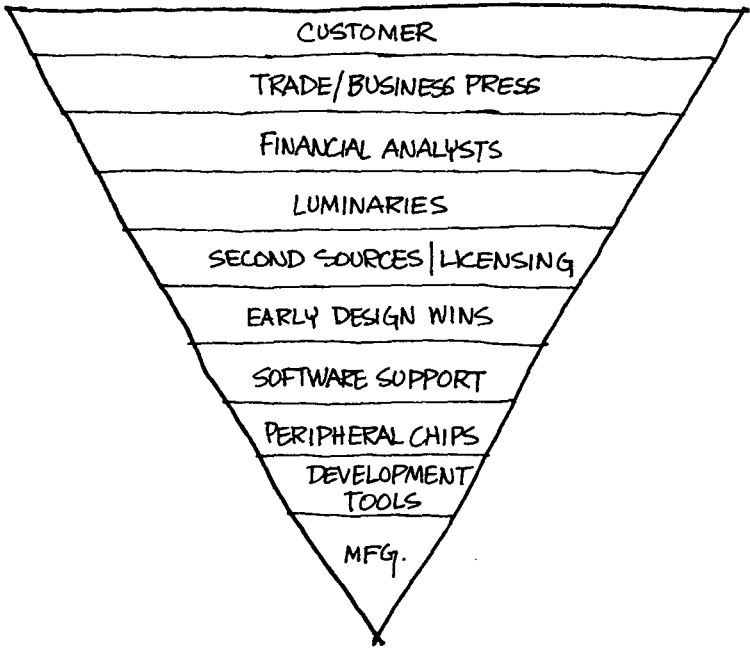 CUSTOMER
TRADE/BUSINESS PRESS
FINANCIAL ANALYSTS
LUMINARIES
SECOND SOURCES|LICENSING
EARLY DESIGN WINS
SOFTWARE SUPPORT
PERIPHERAL CHIPS
DEVELOPMENT
TOOLS
MFG.